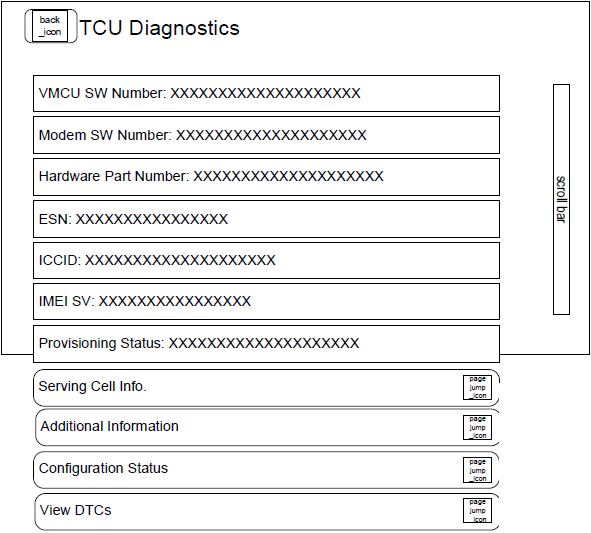 back
_icon
TCU Diagnostics
VMCU SW Number: XXXXXXXXXXXXXXXXXXXX
Modem SW Number: XXXXXXXXXXXXXXXXXXXX
Hardware Part Number: XXXXXXXXXXXXXXXXXXXX
ESN: XXXXXXXXXXXXXXXX
ICCID: XXXXXXXXXXXXXXXXXXXX
IMEI SV: XXXXXXXXXXXXXXXX
Provisioning Status: XXXXXXXXXXXXXXXXXXXX
scroll bar
Serving Cell Info.
page
jump
_icon
Additional Information
page
jump
_icon
Configuration Status
page
jump
_icon
View DTCs
page
jump
_icon